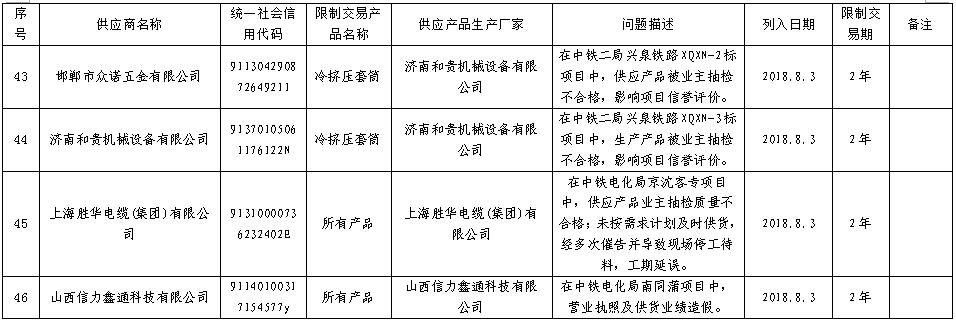 序号 供应商名称 统一社会信用代码 限制交易产品名称 供应产品生产厂家 问题描述 列入日期 限制交易期 备注
43 邯郸市众诺五金有限公司 911304290872649211 冷挤压套筒 济南和贵机械设备有限公司 在中铁二局兴泉铁路XQXN-2标项目中，供应产品被业主抽检不合格，影响项目信誉评价。 2018.8.3 2年
44 济南和贵机械设备有限公司 91370105061176122N 冷挤压套筒 济南和贵机械设备有限公司 在中铁二局兴泉铁路XQXN-3标项目中，生产产品被业主抽检不合格，影响项目信誉评价。 2018.8.3 2年
45 上海胜华电缆(集团)有限公司 91310000736232402E 所有产品 上海胜华电缆(集团)有限公司 在中铁电化局京沈客专项目中，供应产品业主抽检质量不合格；未按需求计划及时供货，经多次催告并导致现场停工待料，工期延误。 2018.8.3 2年
46 山西信力鑫通科技有限公司 91140100317154577y 所有产品 山西信力鑫通科技有限公司 在中铁电化局南同蒲项目中，营业执照及供货业绩造假。 2018.8.3 2年